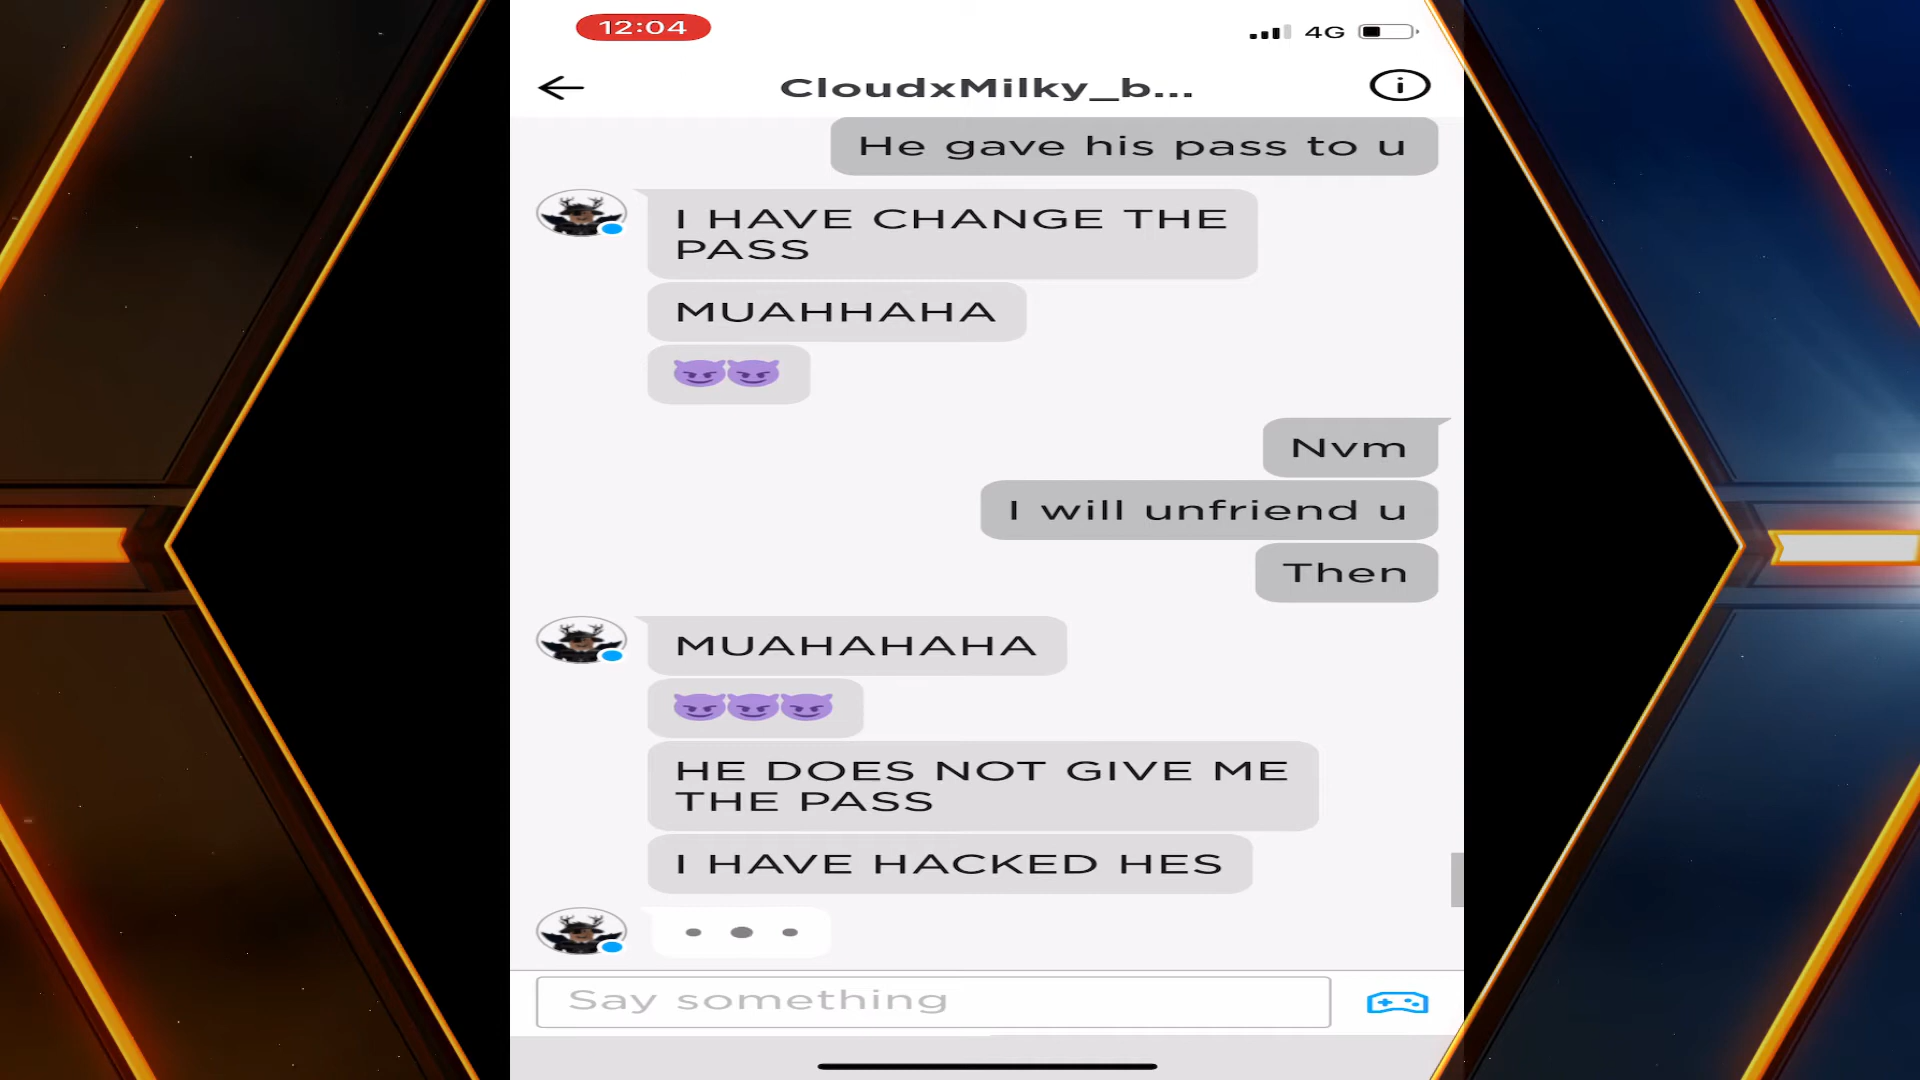 12:04
4G
CloudxMilky_b...
He gave his pass to u
I HAVE CHANGE THE
PASS
MUAHHAHA
😈😈
Nvm
I will unfriend u
Then
MUAHAHAHA
😈😈😈
HE DOES NOT GIVE ME
THE PASS
I HAVE HACKED HES
Say something